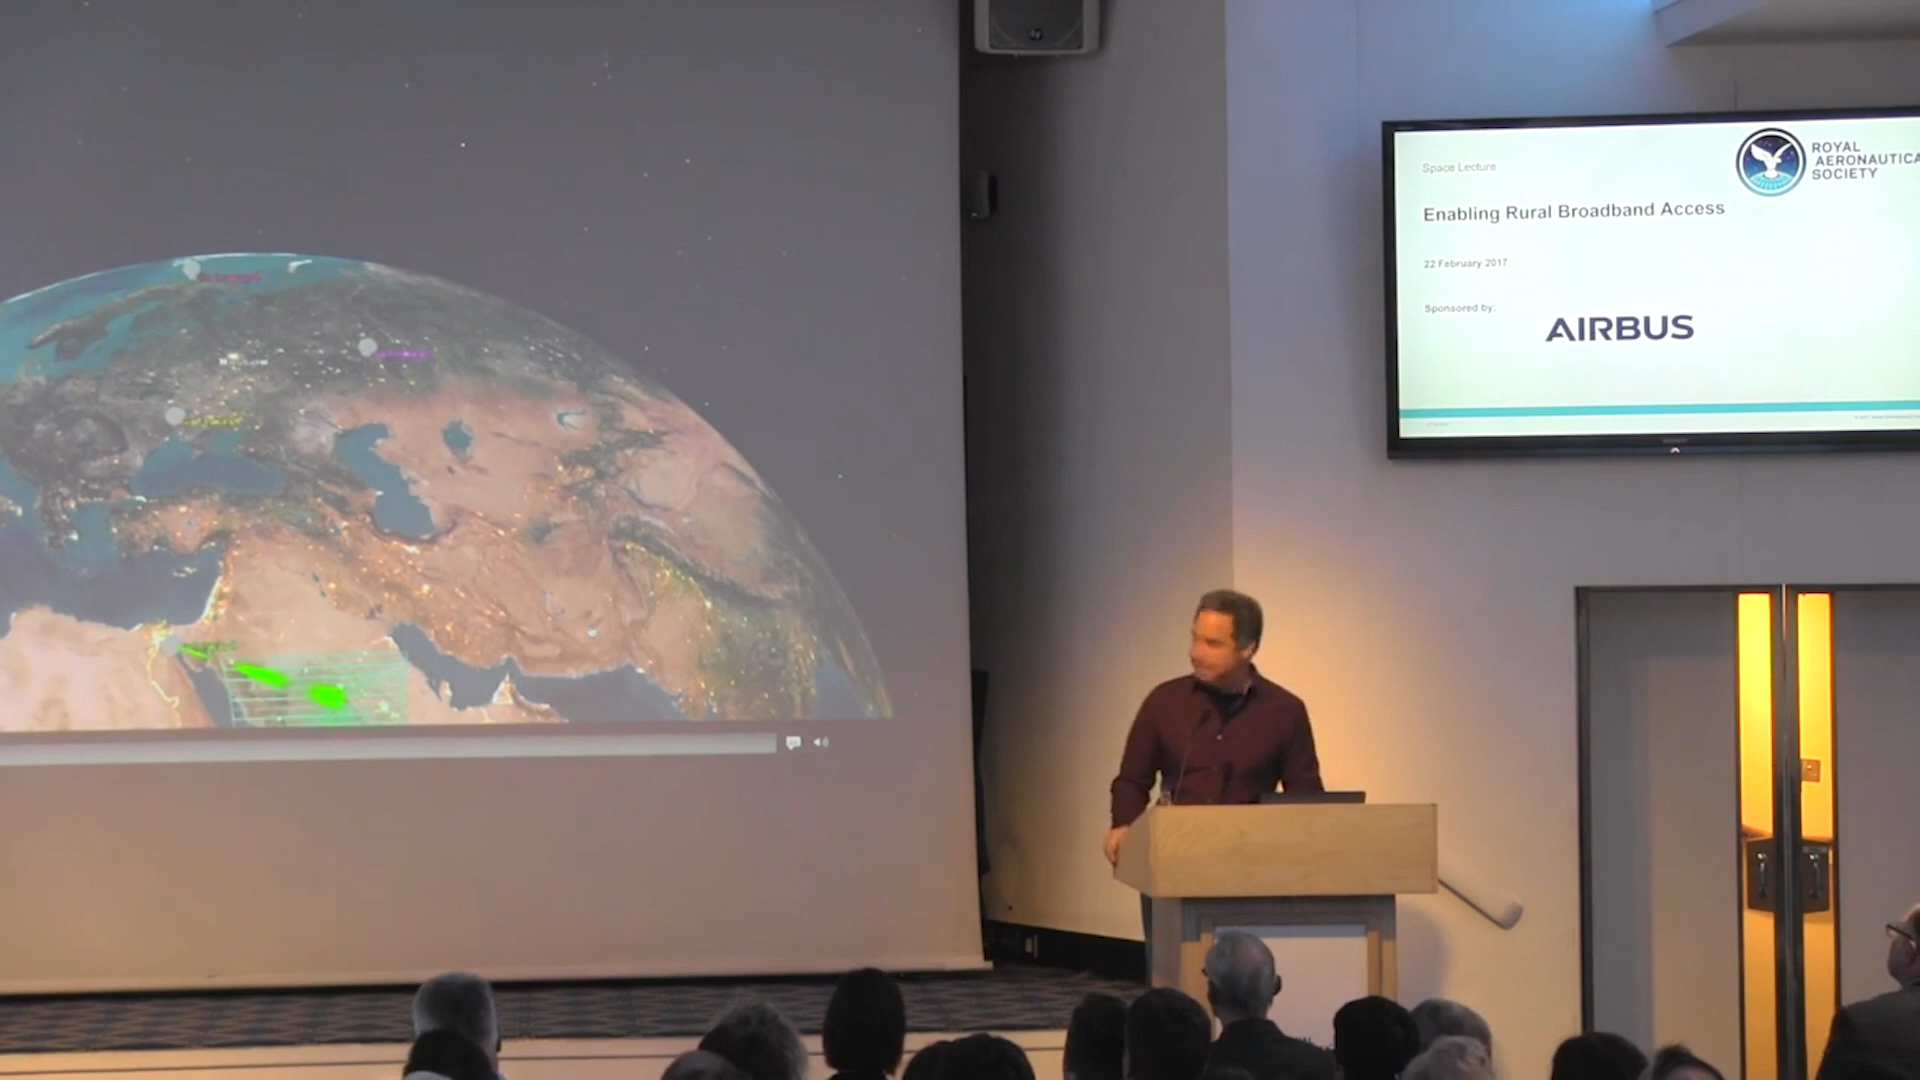 Space Lecture
ROYAL
AERONAUTICA
SOCIETY
Enabling Rural Broadband Access
22 February 2017
Sponsored by:
AIRBUS